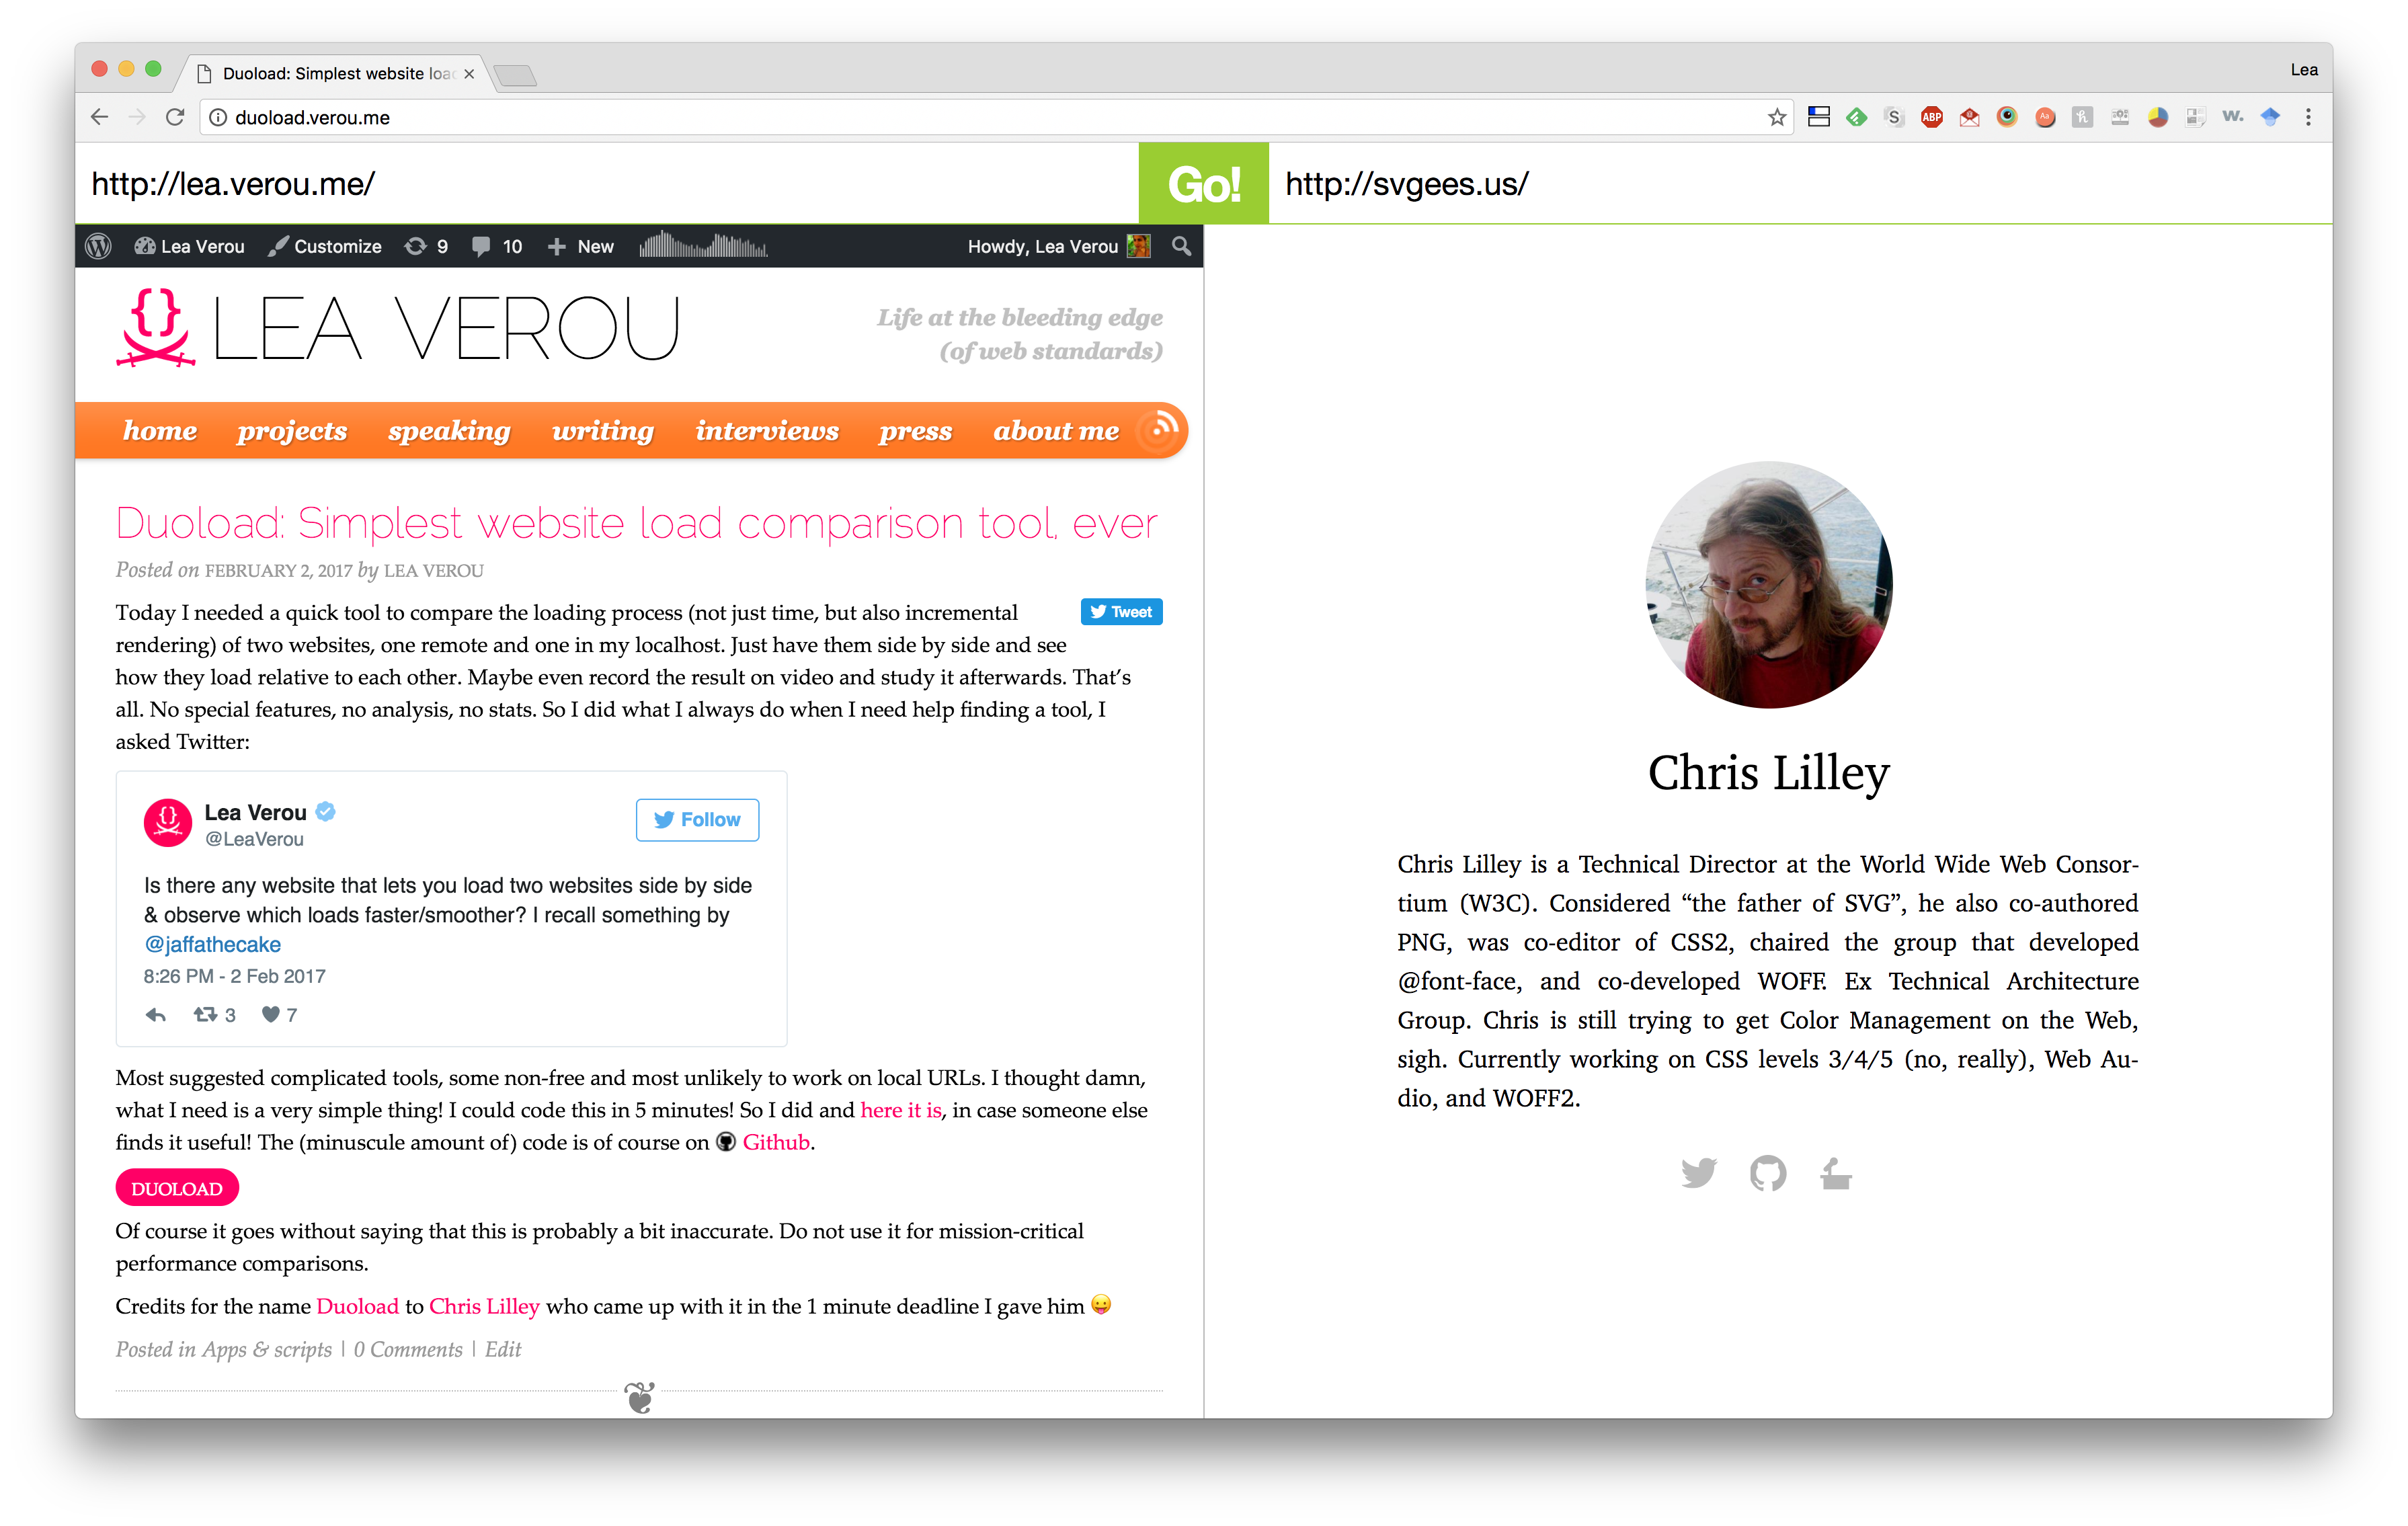 Duoload: Simplest website loa
Lea
duoload.verou.me
http://lea.verou.me/
Go!
http://svgees.us/
Lea Verou Customize 9 10 New Howdy, Lea Verou
LEA VEROU
Life at the bleeding edge
(of web standards)
home projects speaking writing interviews press about me
Duoload: Simplest website load comparison tool, ever
Posted on FEBRUARY 2, 2017 by LEA VEROU
Today I needed a quick tool to compare the loading process (not just time, but also incremental
Tweet
rendering) of two websites, one remote and one in my localhost. Just have them side by side and see
how they load relative to each other. Maybe even record the result on video and study it afterwards. That’s
all. No special features, no analysis, no stats. So I did what I always do when I need help finding a tool, I
asked Twitter:
Lea Verou
@LeaVerou
Follow
Is there any website that lets you load two websites side by side
& observe which loads faster/smoother? I recall something by
@jaffathecake
8:26 PM - 2 Feb 2017
3 7
Most suggested complicated tools, some non-free and most unlikely to work on local URLs. I thought damn,
what I need is a very simple thing! I could code this in 5 minutes! So I did and here it is, in case someone else
finds it useful! The (minuscule amount of) code is of course on Github.
DUOLOAD
Of course it goes without saying that this is probably a bit inaccurate. Do not use it for mission-critical
performance comparisons.
Credits for the name Duoload to Chris Lilley who came up with it in the 1 minute deadline I gave him 😛
Posted in Apps & scripts | 0 Comments | Edit
Chris Lilley
Chris Lilley is a Technical Director at the World Wide Web Consor-
tium (W3C). Considered “the father of SVG”, he also co-authored
PNG, was co-editor of CSS2, chaired the group that developed
@font-face, and co-developed WOFF. Ex Technical Architecture
Group. Chris is still trying to get Color Management on the Web,
sigh. Currently working on CSS levels 3/4/5 (no, really), Web Au-
dio, and WOFF2.